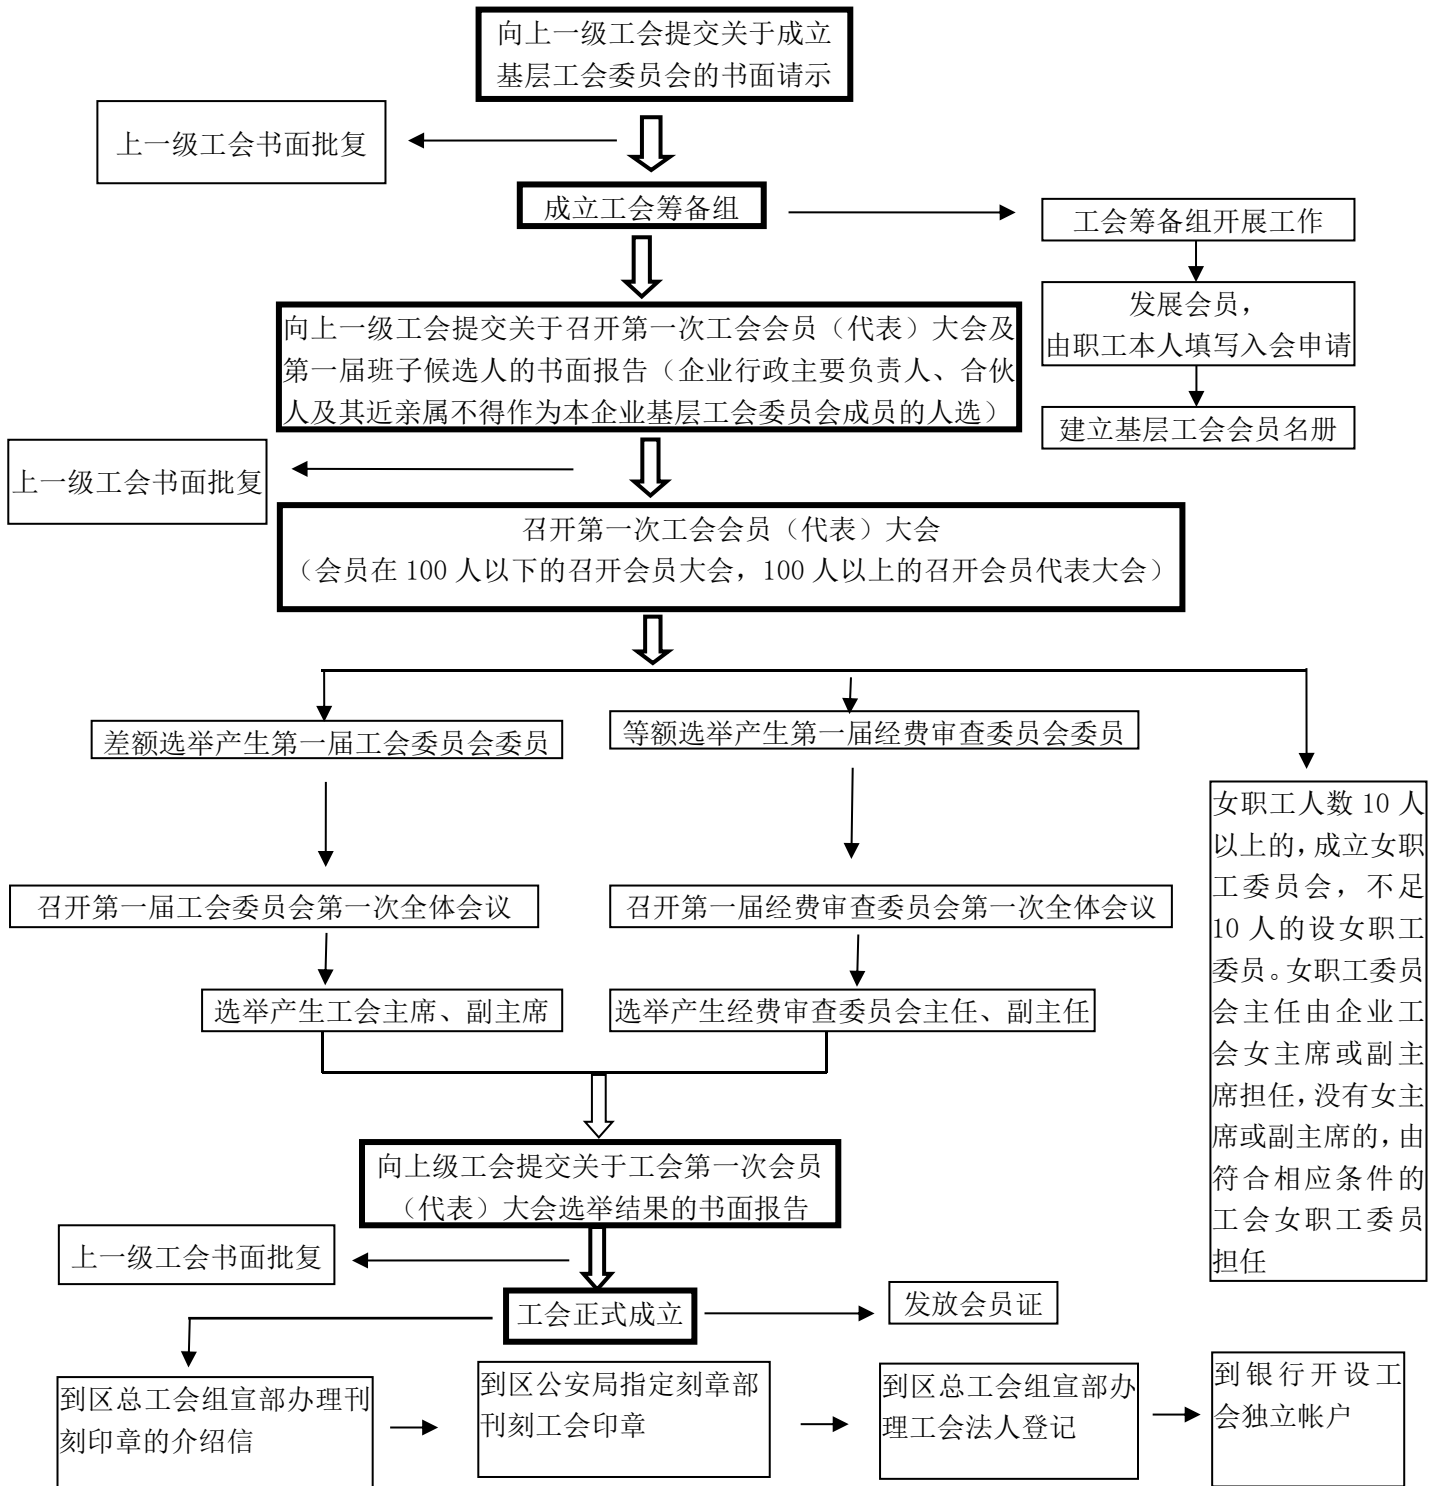 向上一级工会提交关于成立
基层工会委员会的书面请示
上一级工会书面批复
成立工会筹备组
工会筹备组开展工作
发展会员，
由职工本人填写入会申请
建立基层工会会员名册
向上一级工会提交关于召开第一次工会会员（代表）大会及
第一届班子候选人的书面报告（企业行政主要负责人、合伙
人及其近亲属不得作为本企业基层工会委员会成员的人选）
上一级工会书面批复
召开第一次工会会员（代表）大会
（会员在 100 人以下的召开会员大会，100 人以上的召开会员代表大会）
差额选举产生第一届工会委员会委员
等额选举产生第一届经费审查委员会委员
召开第一届工会委员会第一次全体会议
召开第一届经费审查委员会第一次全体会议
选举产生工会主席、副主席
选举产生经费审查委员会主任、副主任
女职工人数 10 人
以上的，成立女职
工委员会，不足
10 人的设女职工
委员。女职工委员
会主任由企业工
会女主席或副主
席担任，没有女主
席或副主席的，由
符合相应条件的
工会女职工委员
担任
向上级工会提交关于工会第一次会员
（代表）大会选举结果的书面报告
上一级工会书面批复
工会正式成立
发放会员证
到区总工会组宣部办理刊
刻印章的介绍信
到区公安局指定刻章部
刊刻工会印章
到区总工会组宣部办
理工会法人登记
到银行开设工
会独立帐户